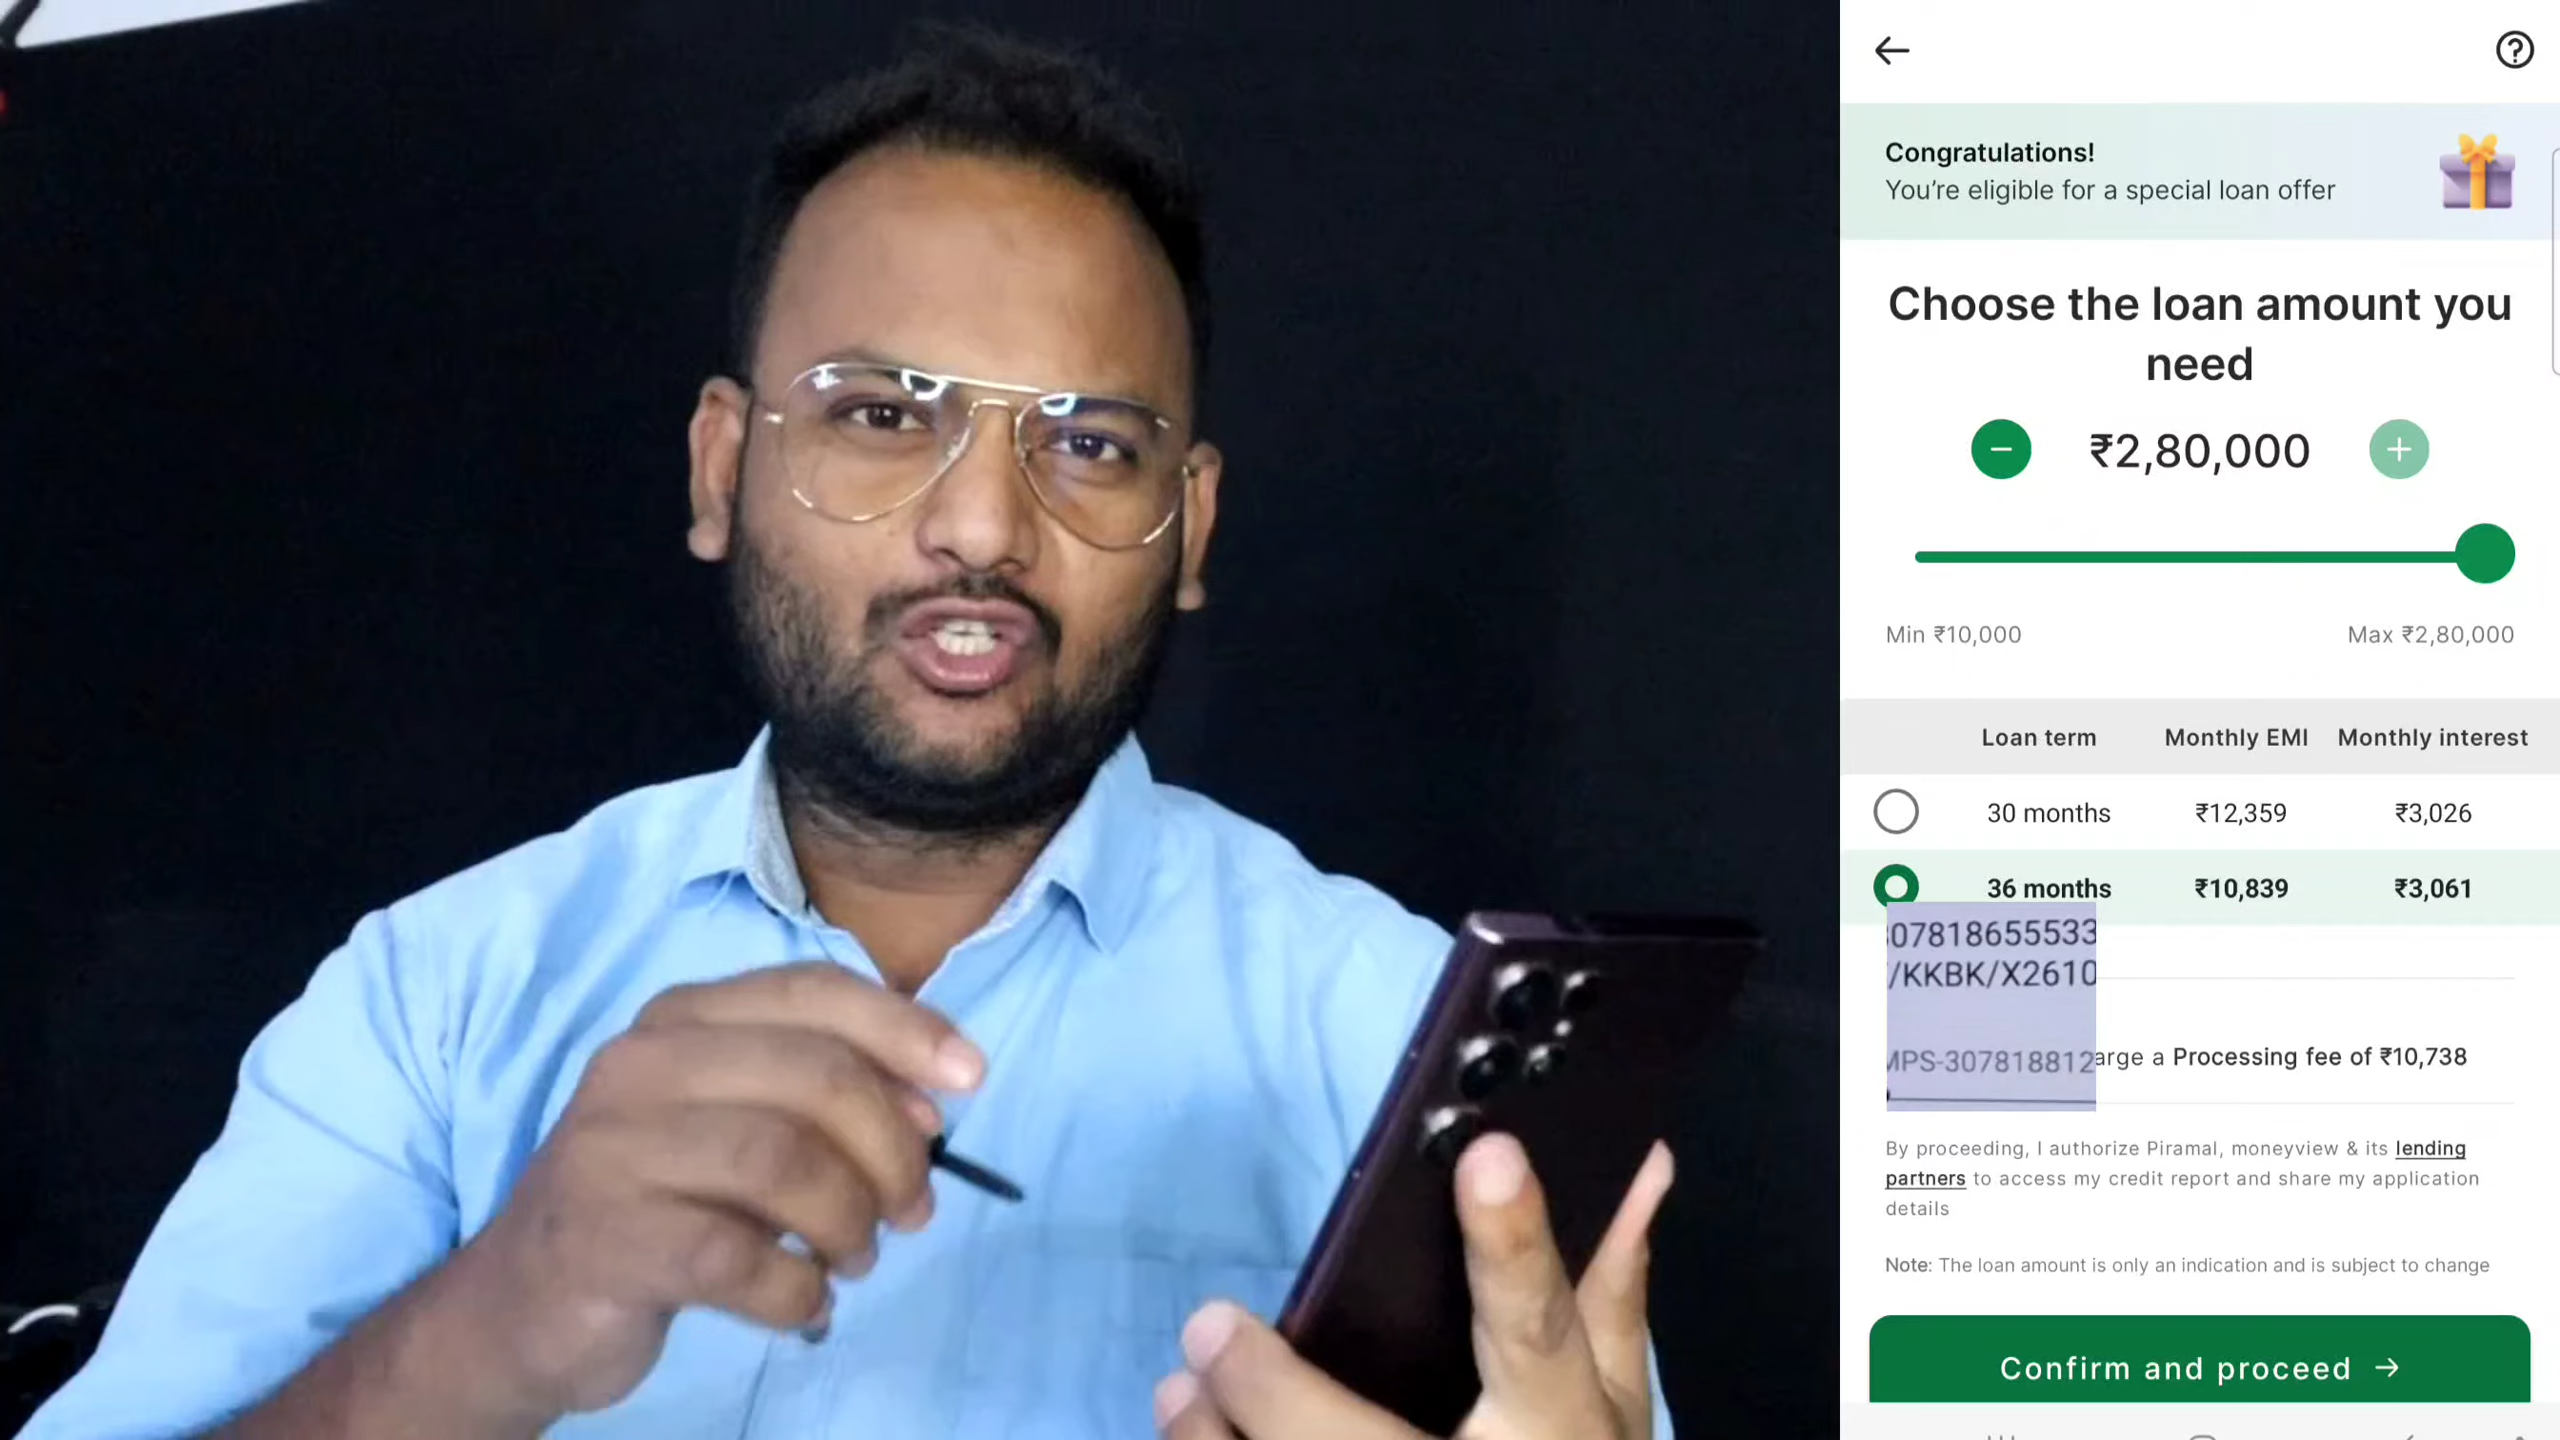 Congratulations!
You're eligible for a special loan offer
Choose the loan amount you
need
₹2,80,000
Min ₹10,000 Max ₹2,80,000
Loan term Monthly EMI Monthly interest
30 months ₹12,359 ₹3,026
36 months ₹10,839 ₹3,061
07818655533
/KKBK/X2610
MPS-307818812
arge a Processing fee of ₹10,738
By proceeding, I authorize Piramal, moneyview & its lending
partners to access my credit report and share my application
details
Note: The loan amount is only an indication and is subject to change
Confirm and proceed →